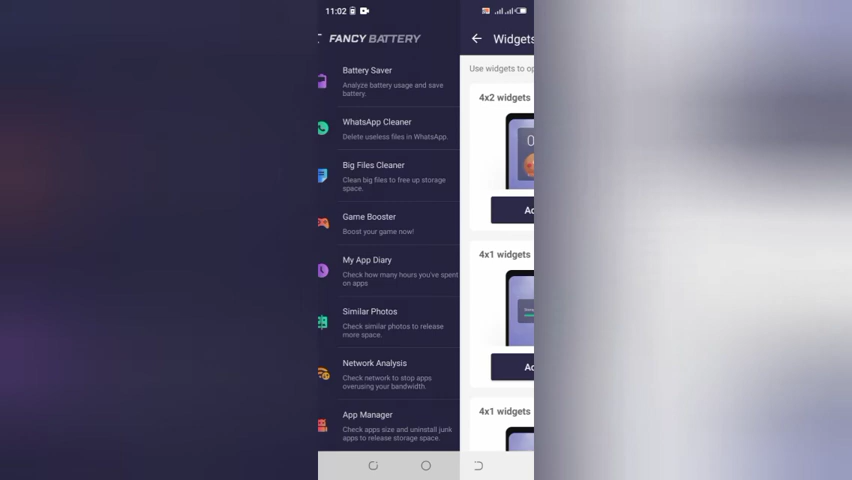 11:02
FANCY BATTERY
Battery Saver
Analyze battery usage and save
battery.
WhatsApp Cleaner
Delete useless files in WhatsApp.
Big Files Cleaner
Clean big files to free up storage
space.
Game Booster
Boost your game now!
My App Diary
Check how many hours you've spent
on apps
Similar Photos
Check similar photos to release
more space.
Network Analysis
Check network to stop apps
overusing your bandwidth.
App Manager
Check apps size and uninstall junk
apps to release storage space.
Widgets
Use widgets to op
4x2 widgets
Ad
4x1 widgets
Ad
4x1 widgets